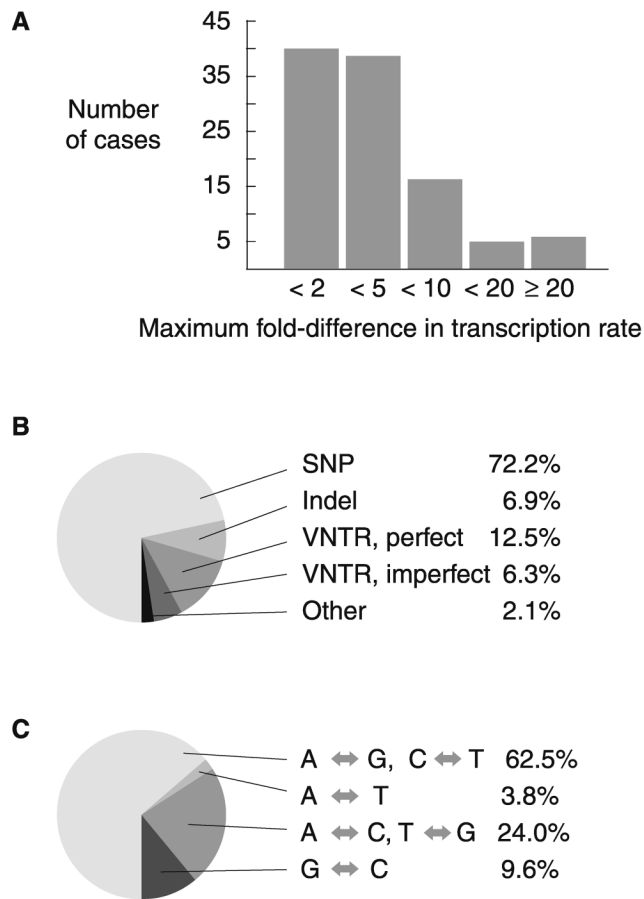 A
45
35
25
15
5
Number
of cases
< 2 < 5 < 10 < 20 ≥ 20
Maximum fold-difference in transcription rate
B
SNP 72.2%
Indel 6.9%
VNTR, perfect 12.5%
VNTR, imperfect 6.3%
Other 2.1%
C
A ⬌ G, C ⬌ T 62.5%
A ⬌ T 3.8%
A ⬌ C, T ⬌ G 24.0%
G ⬌ C 9.6%